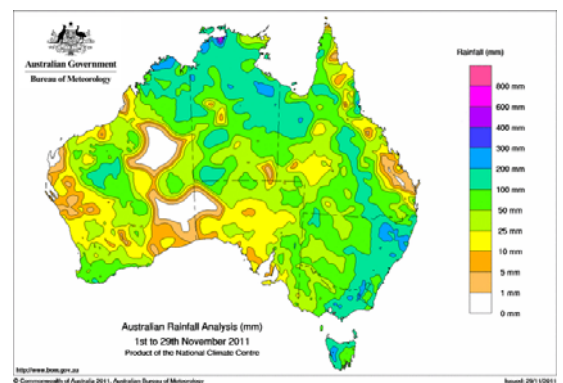 Australian Government
Bureau of Meteorology
Rainfall (mm)
800 mm
600 mm
400 mm
300 mm
200 mm
100 mm
50 mm
25 mm
10 mm
5 mm
1 mm
0 mm
Australian Rainfall Analysis (mm)
1st to 29th November 2011
Product of the National Climate Centre
http://www.bom.gov.au
© Commonwealth of Australia 2011, Australian Bureau of Meteorology
Issued: 29/11/2011